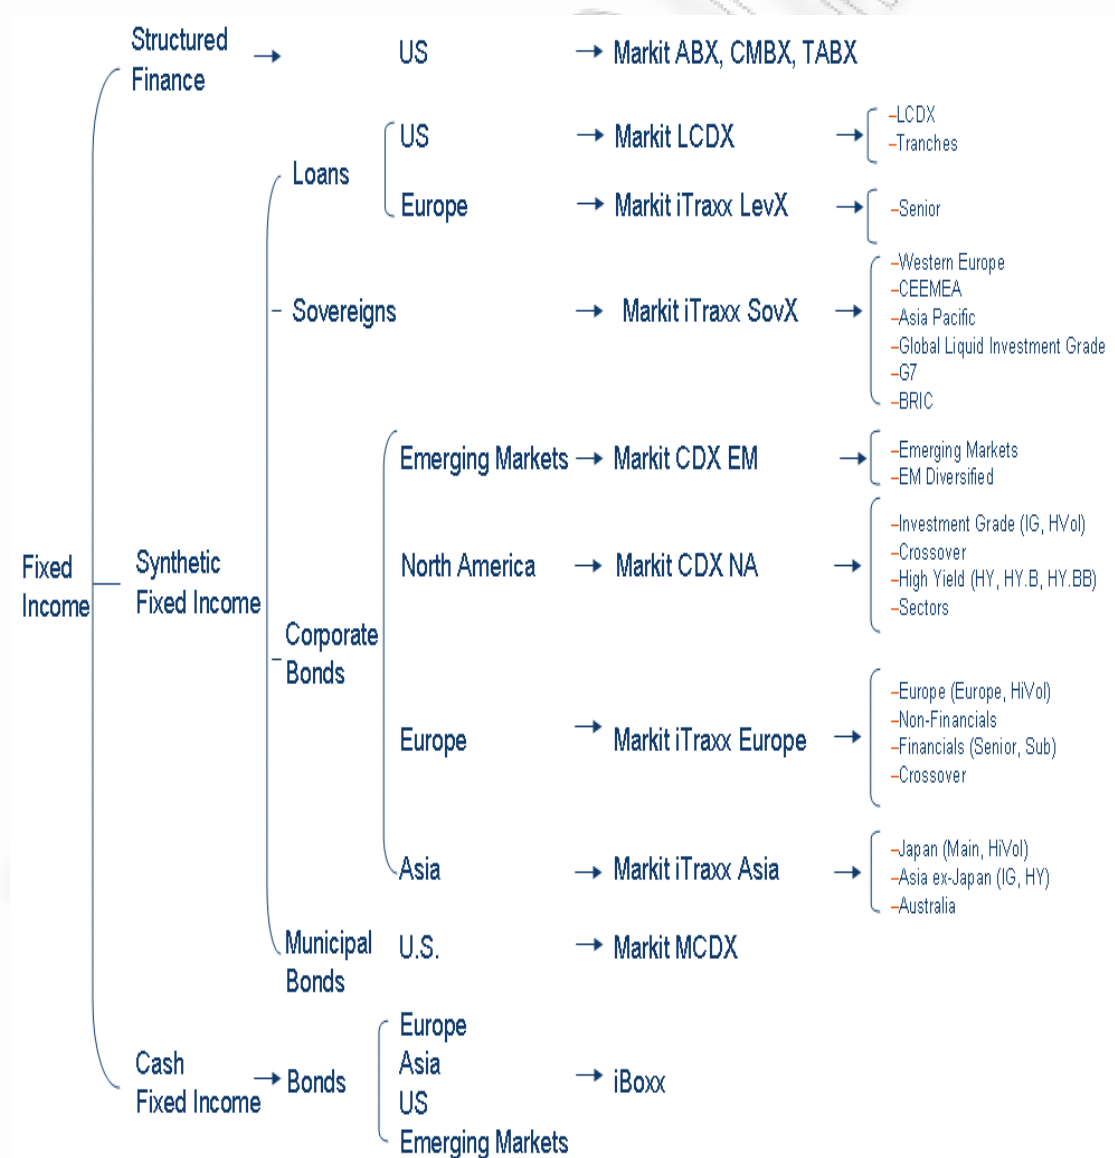 Structured
Finance
US
Markit ABX, CMBX, TABX
Loans
US
Markit LCDX
–LCDX
–Tranches
Europe
Markit iTraxx LevX
–Senior
Sovereigns
Markit iTraxx SovX
–Western Europe
–CEEMEA
–Asia Pacific
–Global Liquid Investment Grade
–G7
–BRIC
Fixed
Income
Synthetic
Fixed Income
Corporate
Bonds
Emerging Markets
Markit CDX EM
–Emerging Markets
–EM Diversified
North America
Markit CDX NA
–Investment Grade (IG, HVol)
–Crossover
–High Yield (HY, HY.B, HY.BB)
–Sectors
Europe
Markit iTraxx Europe
–Europe (Europe, HiVol)
–Non-Financials
–Financials (Senior, Sub)
–Crossover
Asia
Markit iTraxx Asia
–Japan (Main, HiVol)
–Asia ex-Japan (IG, HY)
–Australia
Municipal
Bonds
U.S.
Markit MCDX
Cash
Fixed Income
Bonds
Europe
Asia
US
Emerging Markets
iBoxx